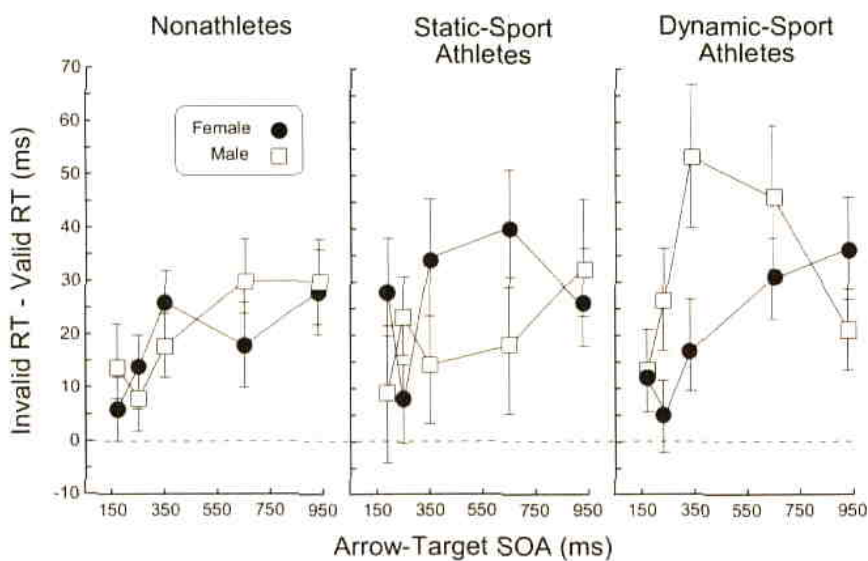 Nonathletes
Static-Sport
Athletes
Dynamic-Sport
Athletes
Invalid RT - Valid RT (ms)
70
60
50
40
30
20
10
0
-10
Female
Male
150 350 550 750 950
150 350 550 750 950
150 350 550 750 950
Arrow-Target SOA (ms)